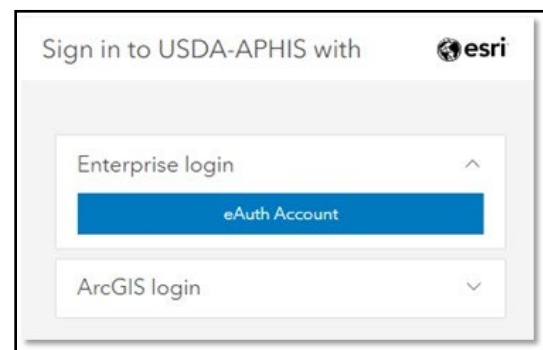 Sign in to USDA-APHIS with esri
Enterprise login
eAuth Account
ArcGIS login